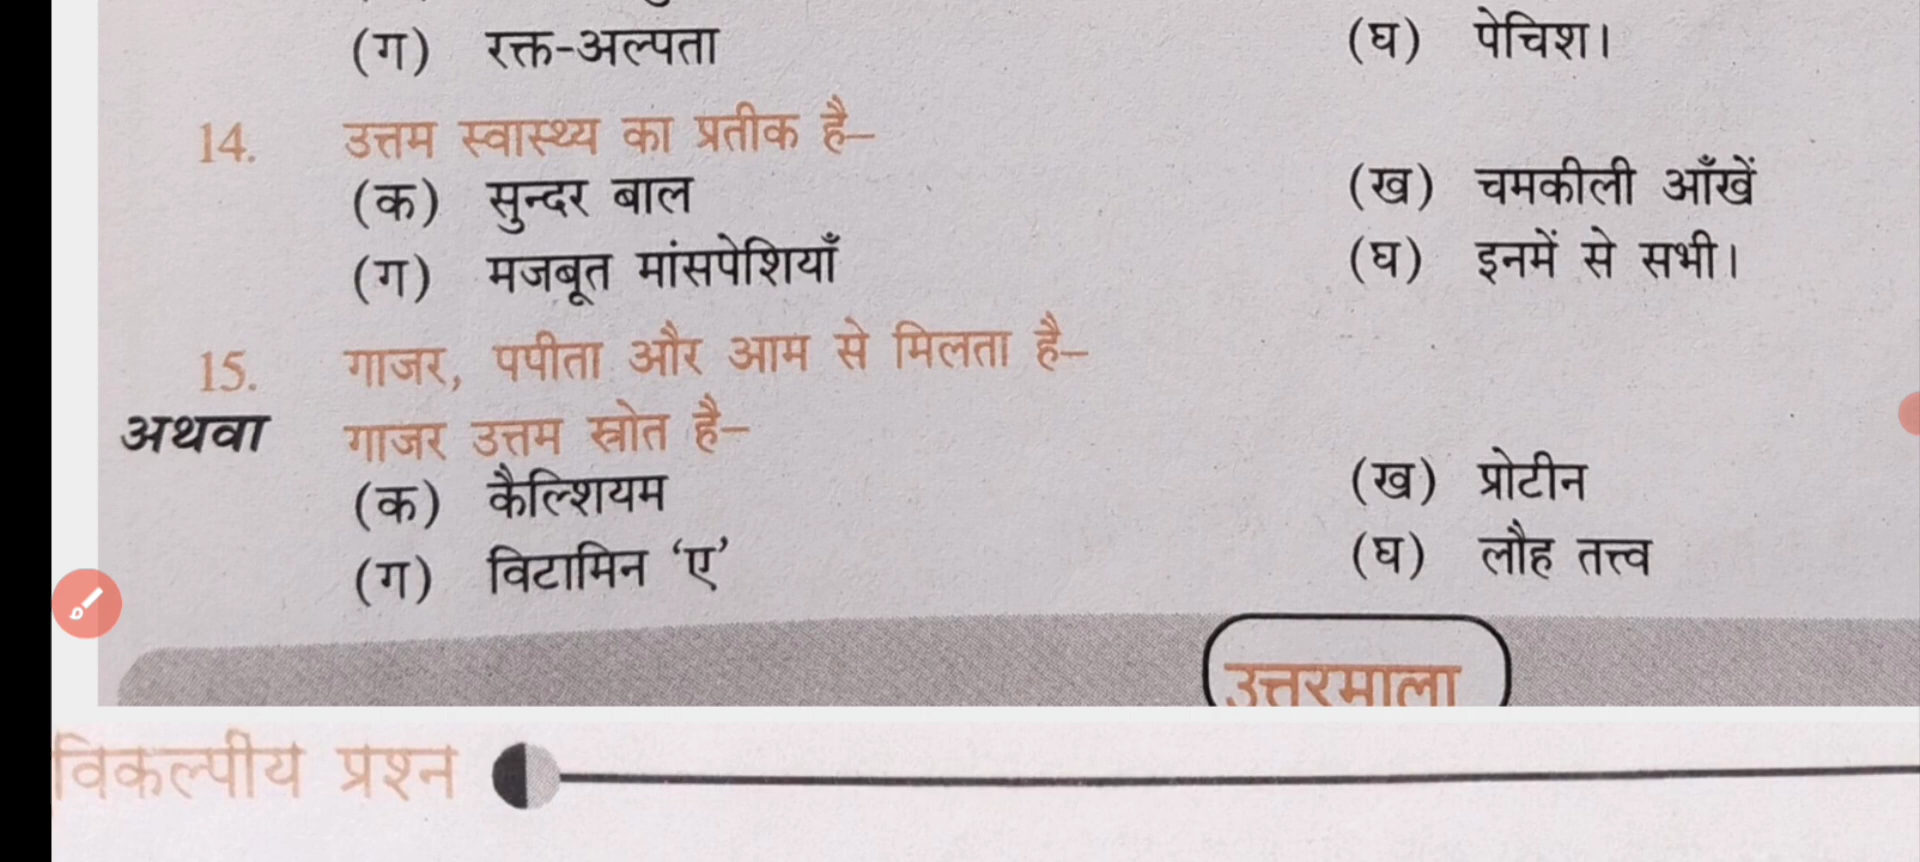 (ग) रक्त-अल्पता (घ) पेचिश।
14. उत्तम स्वास्थ्य का प्रतीक है–
(क) सुन्दर बाल (ख) चमकीली आँखें
(ग) मजबूत मांसपेशियाँ (घ) इनमें से सभी।
15. गाजर, पपीता और आम से मिलता है–
अथवा गाजर उत्तम स्रोत है–
(क) कैल्शियम (ख) प्रोटीन
(ग) विटामिन ‘ए’ (घ) लौह तत्त्व
उत्तरमाला
विकल्पीय प्रश्न